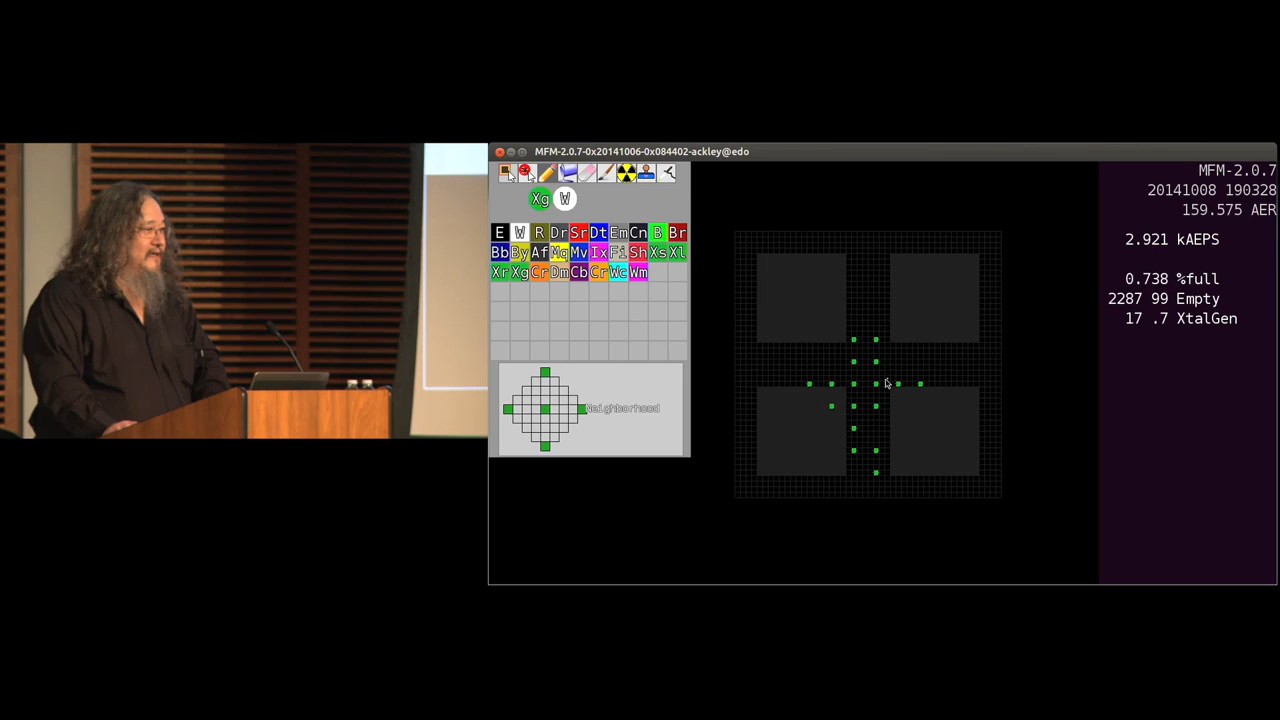 MFM-2.0.7-0x20141006-0x084402-ackley@edo
MFM-2.0.7
20141008 190328
159.575 AER
2.921 kAEPS
0.738 %full
2287 99 Empty
17 .7 XtalGen
Xg W
E W R Dr Sr Dt Em Cn B Br
Bb By Af Mq Mv Ix Fi Sh Xs Xl
Xr Xg Cr Dm Cb Cr Wc Wm
Neighborhood